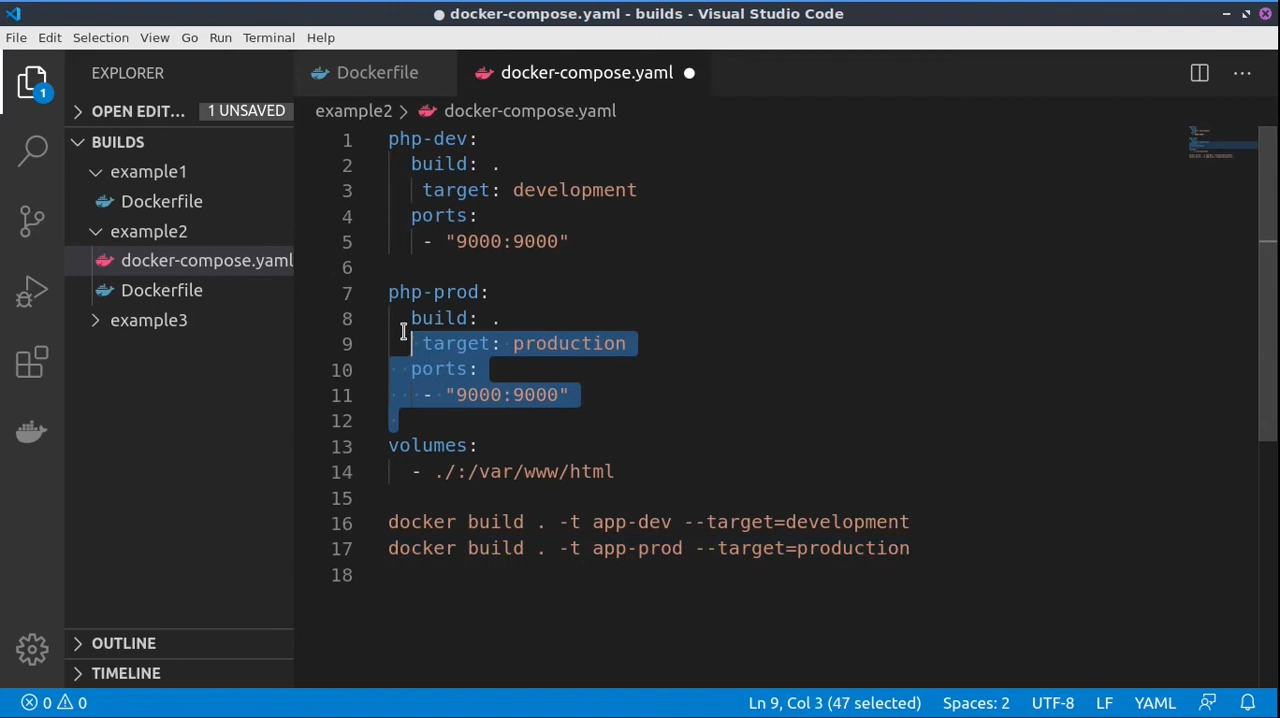 docker-compose.yaml - builds - Visual Studio Code
File Edit Selection View Go Run Terminal Help
EXPLORER
Dockerfile
docker-compose.yaml
OPEN EDIT... 1 UNSAVED
example2 > docker-compose.yaml
BUILDS
example1
Dockerfile
example2
docker-compose.yaml
Dockerfile
example3
1 php-dev:
2 build: .
3 target: development
4 ports:
5 - "9000:9000"
6
7 php-prod:
8 build: .
9 target: production
10 ports:
11 - "9000:9000"
12
13 volumes:
14 - ./:/var/www/html
15
16 docker build . -t app-dev --target=development
17 docker build . -t app-prod --target=production
18
1
OUTLINE
TIMELINE
0 0 Ln 9, Col 3 (47 selected) Spaces: 2 UTF-8 LF YAML